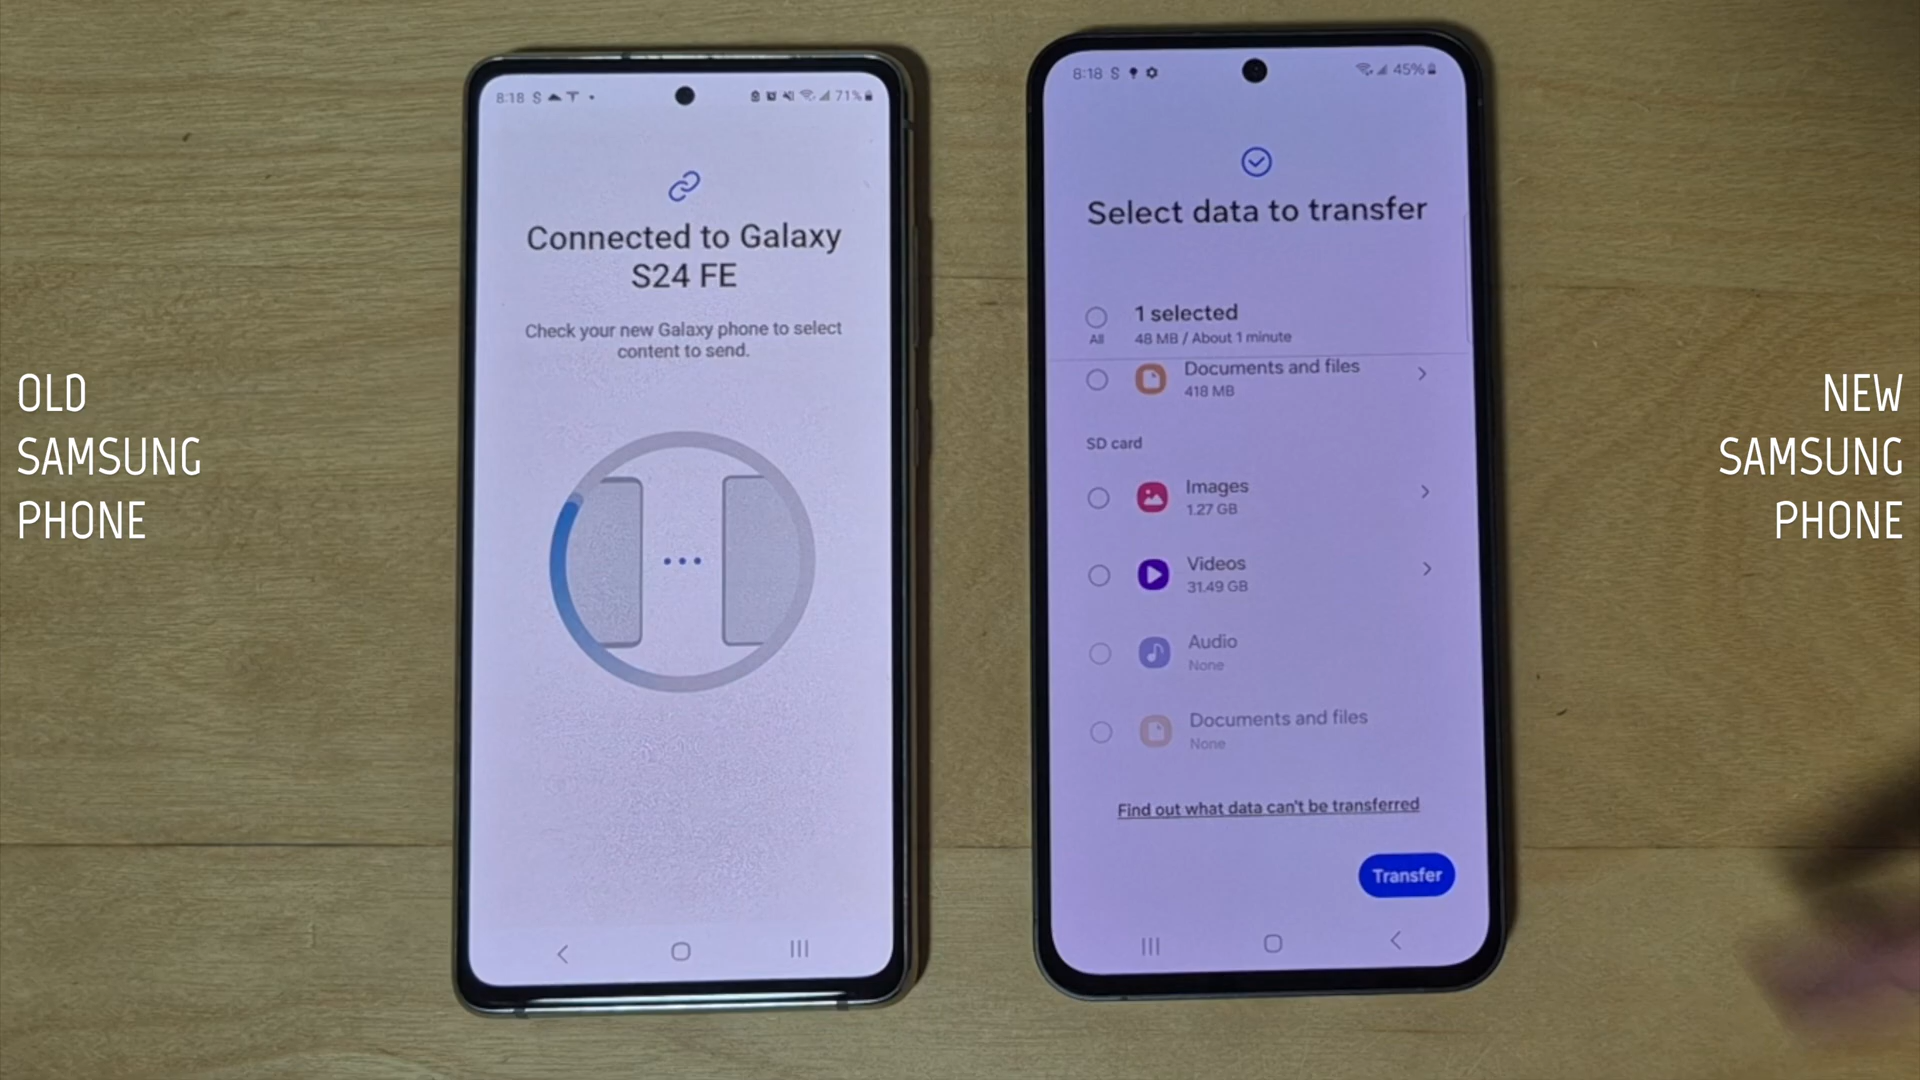 OLD
SAMSUNG
PHONE
8:18
71%
Connected to Galaxy
S24 FE
Check your new Galaxy phone to select
content to send.
8:18
45%
Select data to transfer
All
1 selected
48 MB / About 1 minute
Documents and files
418 MB
SD card
Images
1.27 GB
Videos
31.49 GB
Audio
None
Documents and files
None
Find out what data can't be transferred
Transfer
NEW
SAMSUNG
PHONE